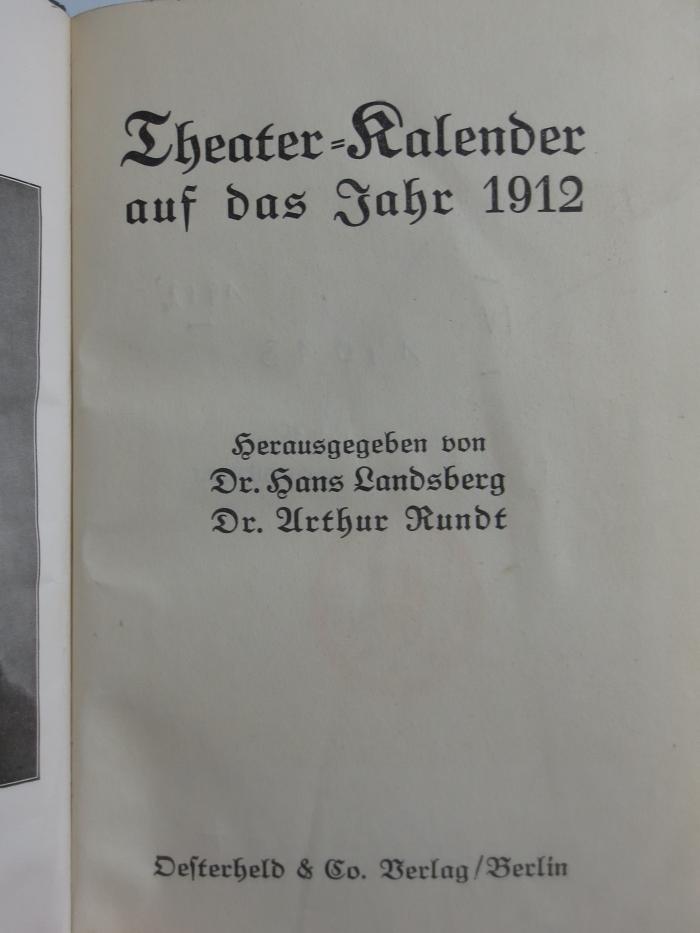 Theater-Kalender
auf das Jahr 1912
Herausgegeben von
Dr. Hans Landsberg
Dr. Arthur Rundt
Oesterheld & Co. Verlag/Berlin